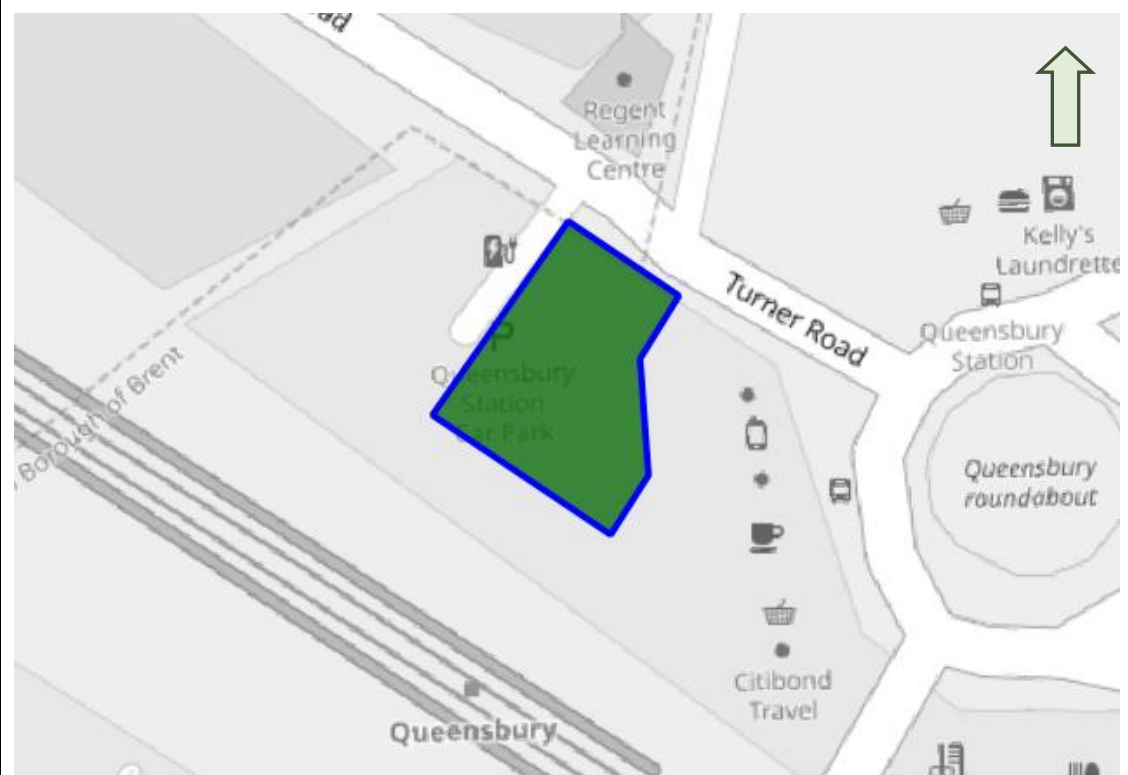 Regent
Learning
Centre
Kelly's
Laundrette
Turner Road
Queensbury
Station
P
Queensbury
Station
Car Park
Borough of Brent
Queensbury
roundabout
Citibond
Travel
Queensbury